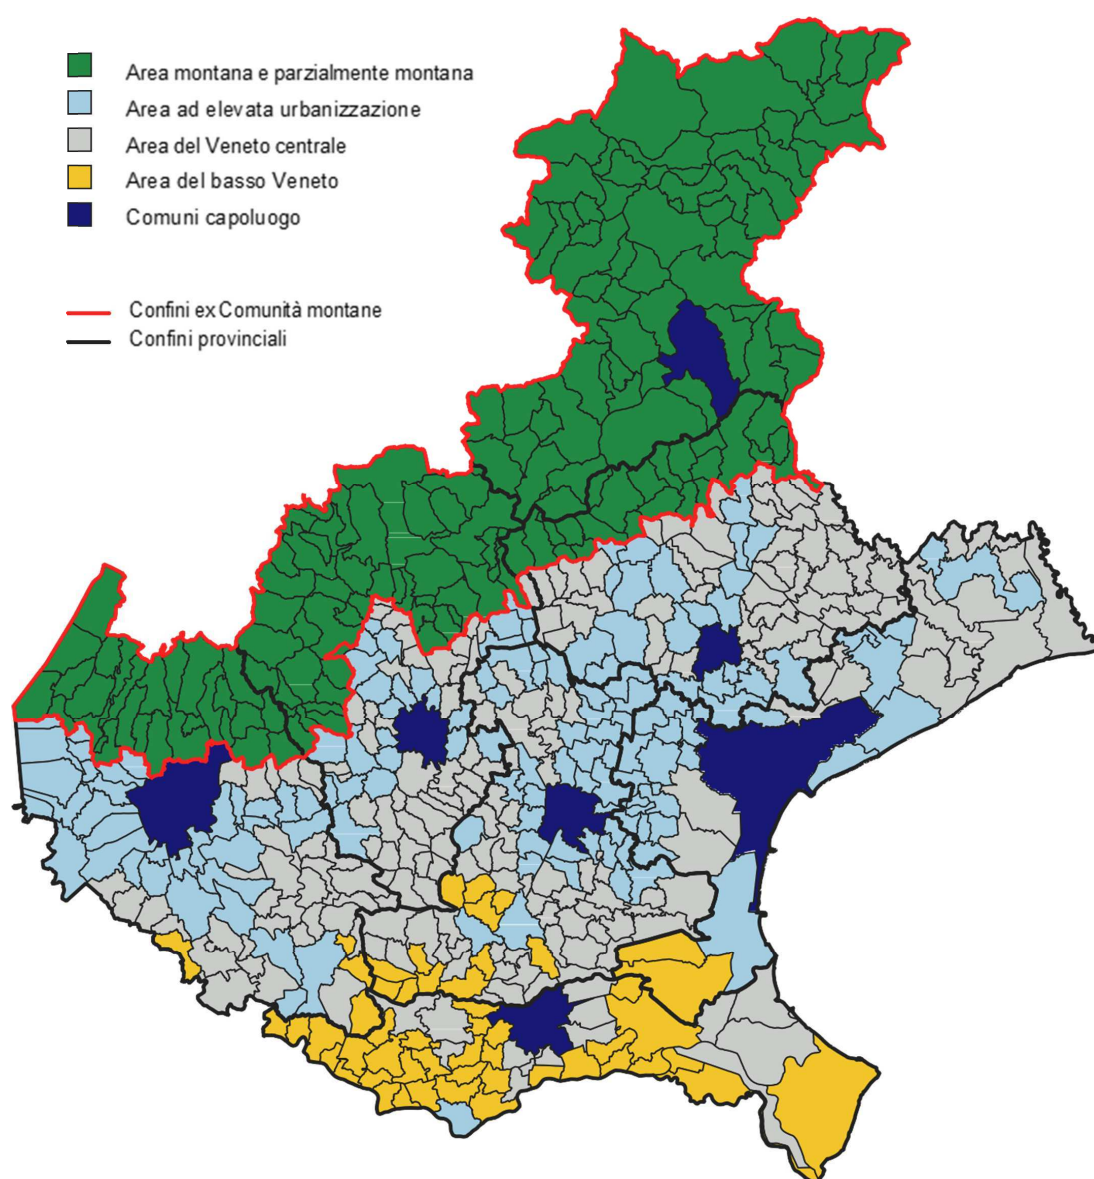 Area montana e parzialmente montana
Area ad elevata urbanizzazione
Area del Veneto centrale
Area del basso Veneto
Comuni capoluogo
Confini ex Comunità montane
Confini provinciali